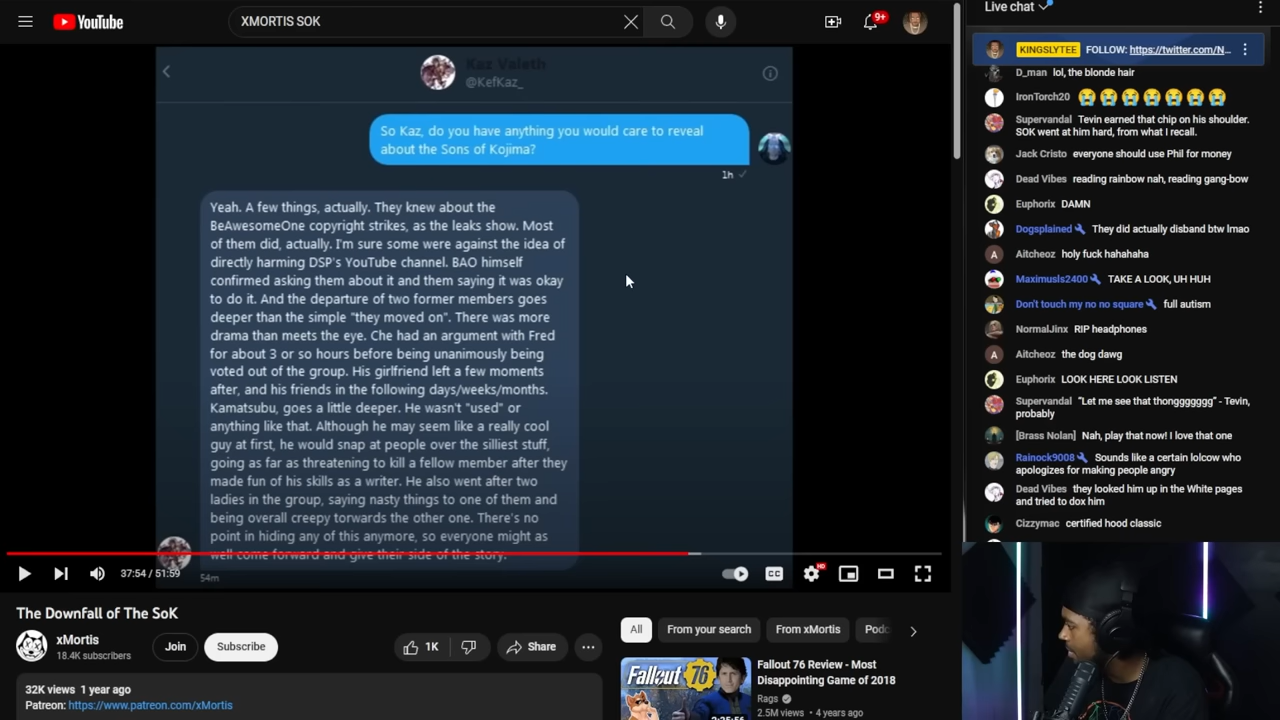 YouTube
XMORTIS SOK
9+
Live chat
KINGSLYTEE FOLLOW: https://twitter.com/N...
D_man lol, the blonde hair
IronTorch20 😭😭😭😭😭😭😭
Supervandal Tevin earned that chip on his shoulder.
SOK went at him hard, from what I recall.
Jack Cristo everyone should use Phil for money
Dead Vibes reading rainbow nah, reading gang-bow
Euphorix DAMN
Dogsplained They did actually disband btw lmao
Aitcheoz holy fuck hahahaha
Maximusls2400 TAKE A LOOK, UH HUH
Don't touch my no no square full autism
NormalJinx RIP headphones
Aitcheoz the dog dawg
Euphorix LOOK HERE LOOK LISTEN
Supervandal "Let me see that thongggggg" - Tevin,
probably
[Brass Nolan] Nah, play that now! I love that one
Rainock9008 Sounds like a certain lolcow who
apologizes for making people angry
Dead Vibes they looked him up in the White pages
and tried to dox him
Cizzymac certified hood classic
Kaz Valeth
@KefKaz_
So Kaz, do you have anything you would care to reveal
about the Sons of Kojima?
1h ✓
Yeah. A few things, actually. They knew about the
BeAwesomeOne copyright strikes, as the leaks show. Most
of them did, actually. I'm sure some were against the idea of
directly harming DSP's YouTube channel. BAO himself
confirmed asking them about it and them saying it was okay
to do it. And the departure of two former members goes
deeper than the simple "they moved on". There was more
drama than meets the eye. Che had an argument with Fred
for about 3 or so hours before being unanimously being
voted out of the group. His girlfriend left a few moments
after, and his friends in the following days/weeks/months.
Kamatsubu, goes a little deeper. He wasn't "used" or
anything like that. Although he may seem like a really cool
guy at first, he would snap at people over the silliest stuff,
going as far as threatening to kill a fellow member after they
made fun of his skills as a writer. He also went after two
ladies in the group, saying nasty things to one of them and
being overall creepy torwards the other one. There's no
point in hiding any of this anymore, so everyone might as
well come forward and give their side of the story.
54m
37:54 / 51:59
CC
HD
The Downfall of The SoK
xMortis
18.4K subscribers
Join
Subscribe
1K
Share
32K views 1 year ago
Patreon: https://www.patreon.com/xMortis
All
From your search
From xMortis
Podc
Fallout 76
2:25:56
Fallout 76 Review - Most
Disappointing Game of 2018
Rags
2.5M views • 4 years ago